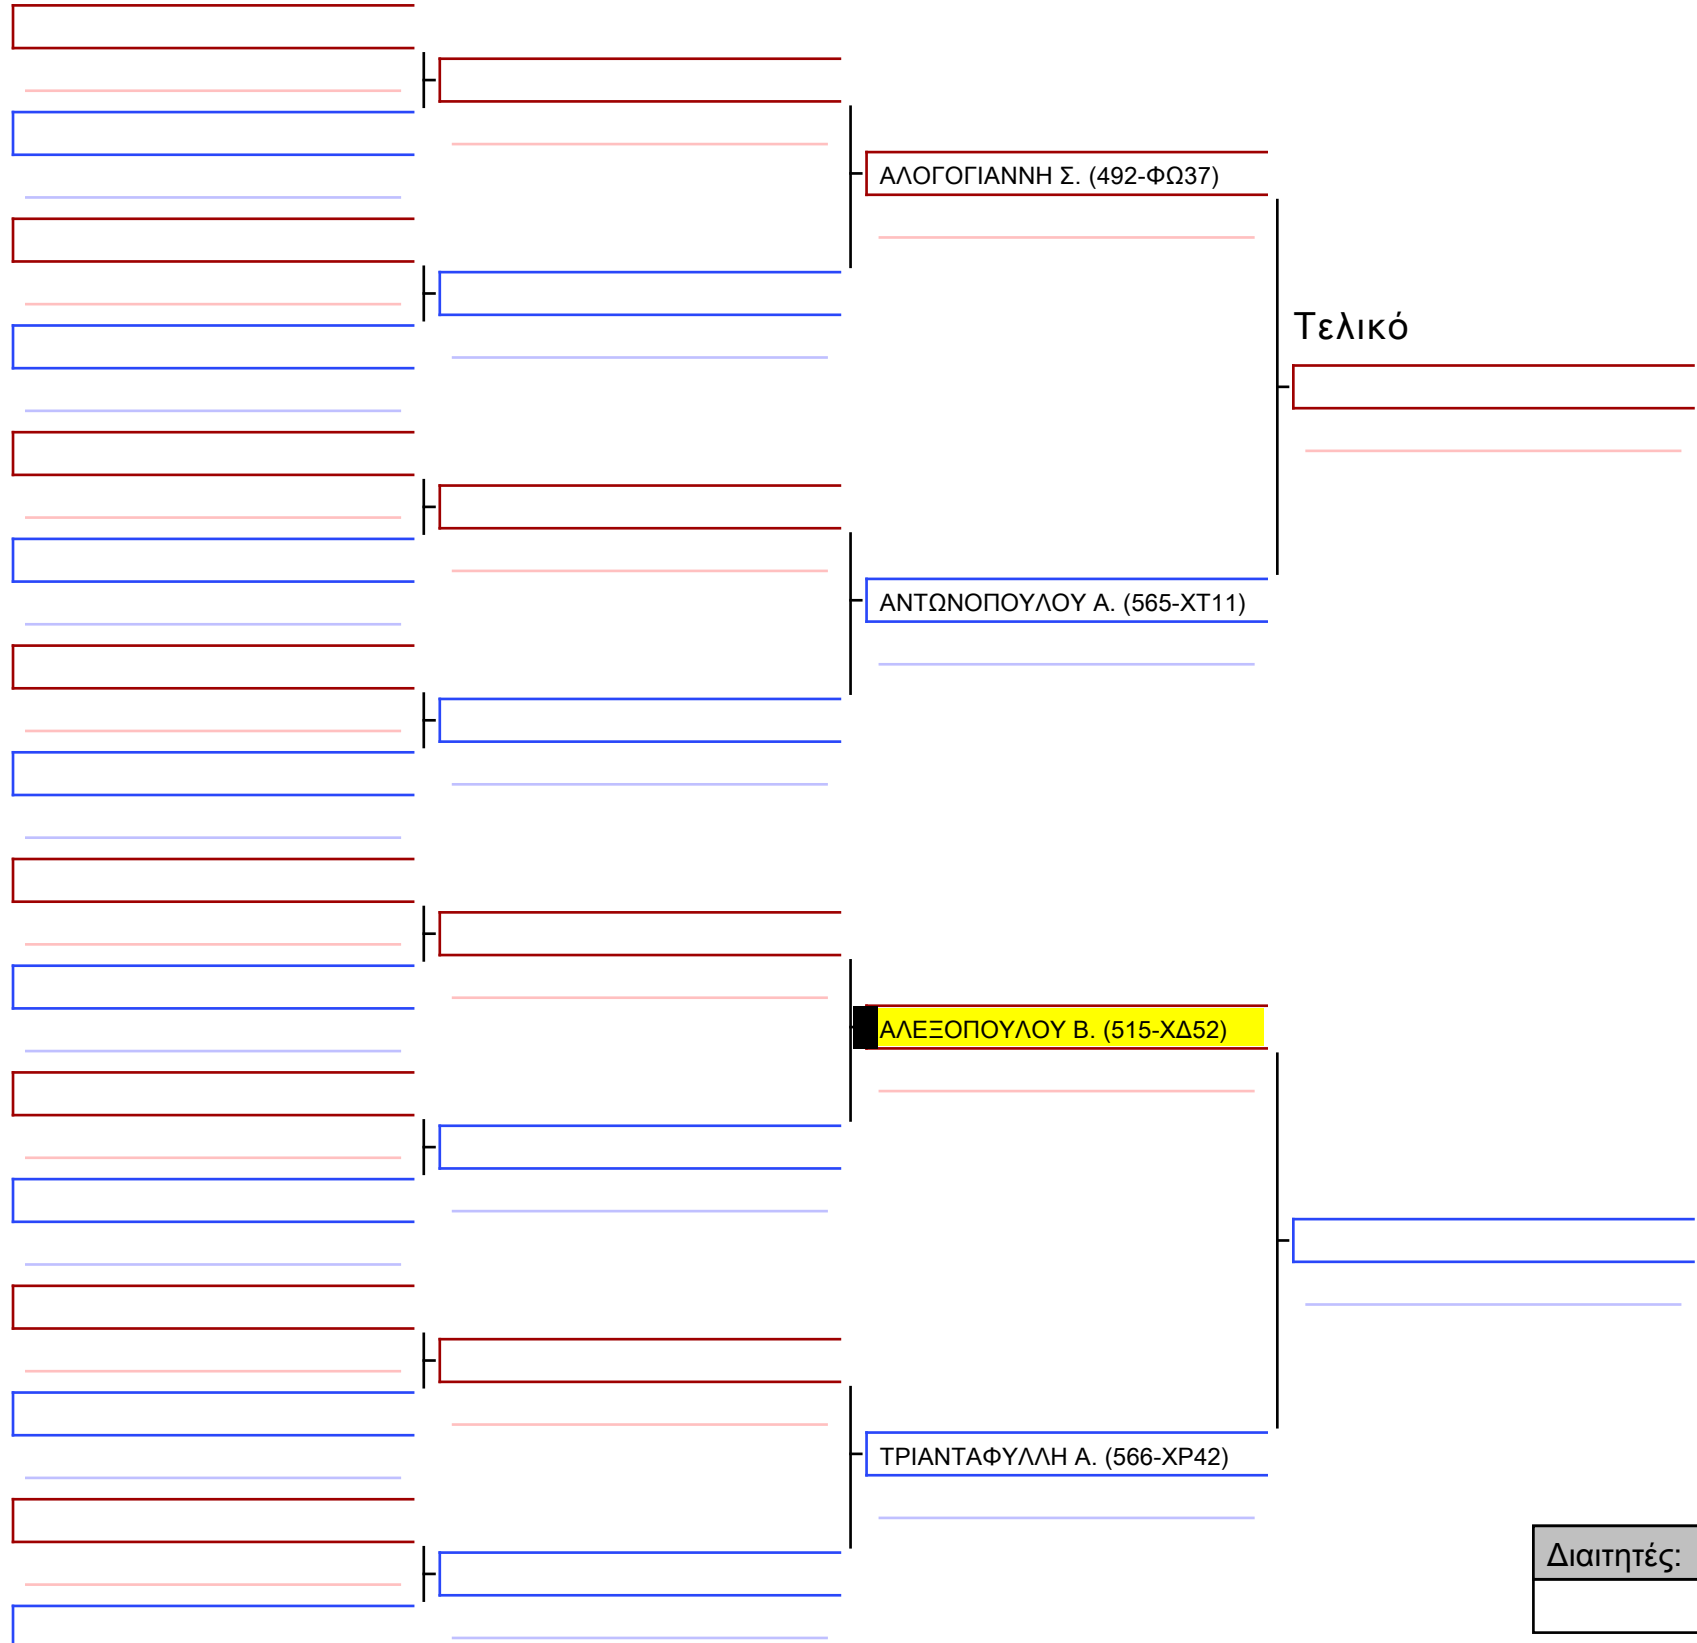 ΑΛΟΓΟΓΙΑΝΝΗ Σ. (492-ΦΩ37)
Τελικό
ΑΝΤΩΝΟΠΟΥΛΟΥ Α. (565-ΧΤ11)
ΑΛΕΞΟΠΟΥΛΟΥ Β. (515-ΧΔ52)
ΤΡΙΑΝΤΑΦΥΛΛΗ Α. (566-ΧΡ42)
Διαιτητές: